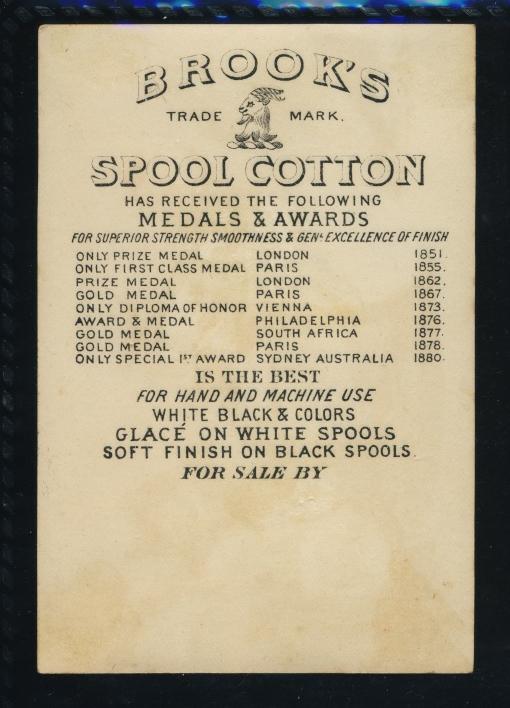 BROOK'S
TRADE MARK.
SPOOL COTTON
HAS RECEIVED THE FOLLOWING
MEDALS & AWARDS
FOR SUPERIOR STRENGTH SMOOTHNESS & GENL EXCELLENCE OF FINISH
ONLY PRIZE MEDAL LONDON 1851.
ONLY FIRST CLASS MEDAL PARIS 1855.
PRIZE MEDAL LONDON 1862.
GOLD MEDAL PARIS 1867.
ONLY DIPLOMA OF HONOR VIENNA 1873.
AWARD & MEDAL PHILADELPHIA 1876.
GOLD MEDAL SOUTH AFRICA 1877.
GOLD MEDAL PARIS 1878.
ONLY SPECIAL 1ST AWARD SYDNEY AUSTRALIA 1880.
IS THE BEST
FOR HAND AND MACHINE USE
WHITE BLACK & COLORS
GLACÉ ON WHITE SPOOLS
SOFT FINISH ON BLACK SPOOLS.
FOR SALE BY